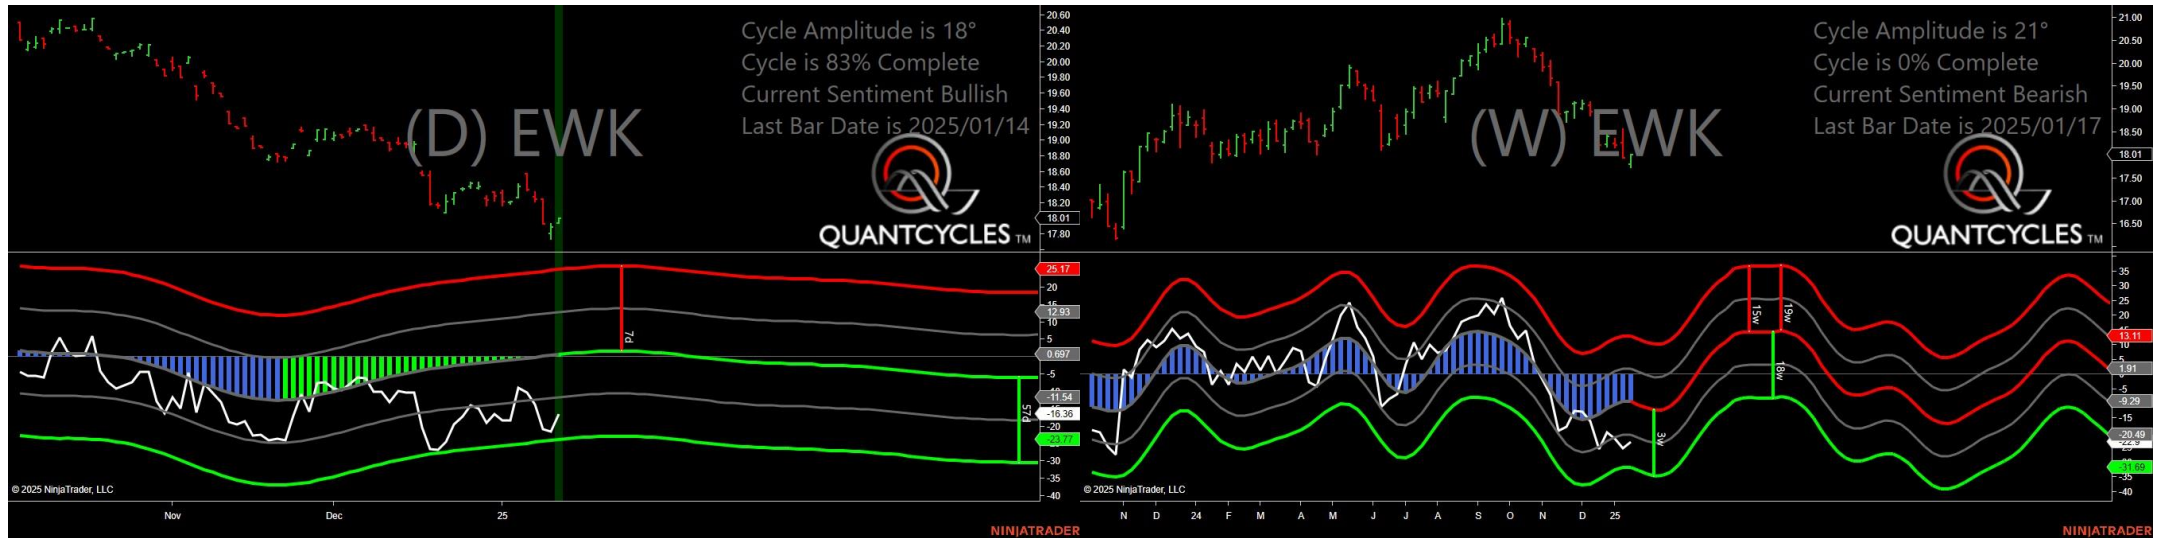 Cycle Amplitude is 18°
Cycle is 83% Complete
Current Sentiment Bullish
Last Bar Date is 2025/01/14
(D) EWK
QUANTCYCLES TM
20.60
20.40
20.20
20.00
19.80
19.60
19.40
19.20
19.00
18.80
18.60
18.40
18.20
18.01
17.80
25.17
20
15
12.93
10
5
0.697
-5
-11.54
-16.36
-20
-23.77
-30
-35
-40
7d
57d
© 2025 NinjaTrader, LLC
Nov
Dec
25
NINJATRADER
Cycle Amplitude is 21°
Cycle is 0% Complete
Current Sentiment Bearish
Last Bar Date is 2025/01/17
(W) EWK
QUANTCYCLES TM
21.00
20.50
20.00
19.50
19.00
18.50
18.01
17.50
17.00
16.50
35
30
25
20
13.11
10
5
1.91
-5
-9.29
-15
-20.49
-22.9
-31.69
-35
-40
15w
19w
18w
3w
© 2025 NinjaTrader, LLC
N
D
24
F
M
A
M
J
J
A
S
O
N
D
25
NINJATRADER